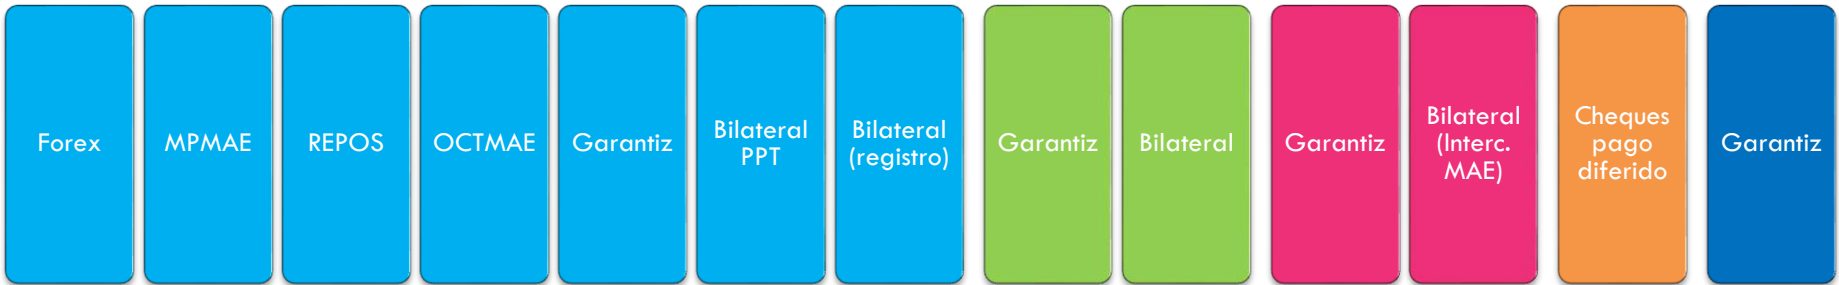 Forex
MPMAE
REPOS
OCTMAE
Garantiz
Bilateral
PPT
Bilateral
(registro)
Garantiz
Bilateral
Garantiz
Bilateral
(Interc.
MAE)
Cheques
pago
diferido
Garantiz